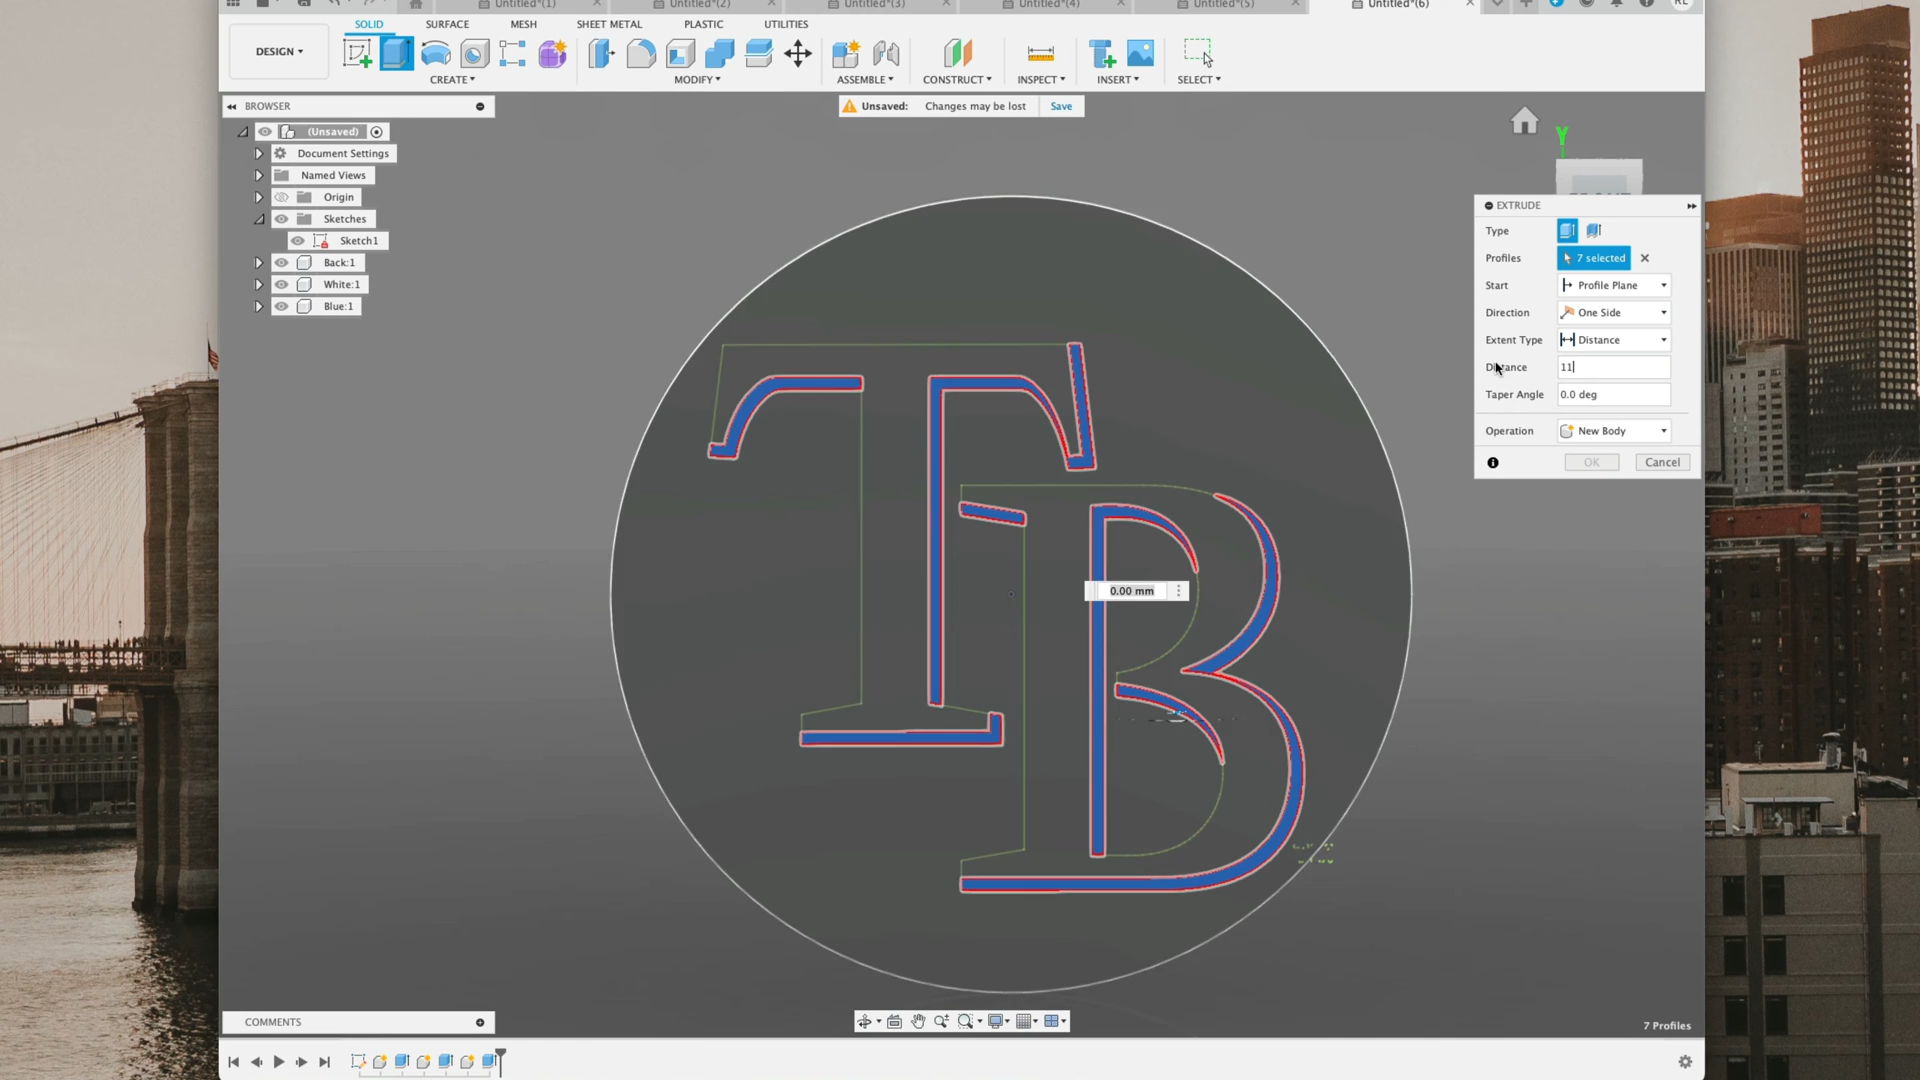 Untitled*(1)
Untitled*(2)
Untitled*(3)
Untitled*(4)
Untitled*(5)
Untitled*(6)
RL
SOLID
SURFACE
MESH
SHEET METAL
PLASTIC
UTILITIES
DESIGN
CREATE
MODIFY
ASSEMBLE
CONSTRUCT
INSPECT
INSERT
SELECT
BROWSER
Unsaved: Changes may be lost Save
(Unsaved)
Document Settings
Named Views
Origin
Sketches
Sketch1
Back:1
White:1
Blue:1
Y
EXTRUDE
Type
Profiles 7 selected
Start Profile Plane
Direction One Side
Extent Type Distance
Distance 11
Taper Angle 0.0 deg
Operation New Body
OK Cancel
TB
0.00 mm
COMMENTS
7 Profiles